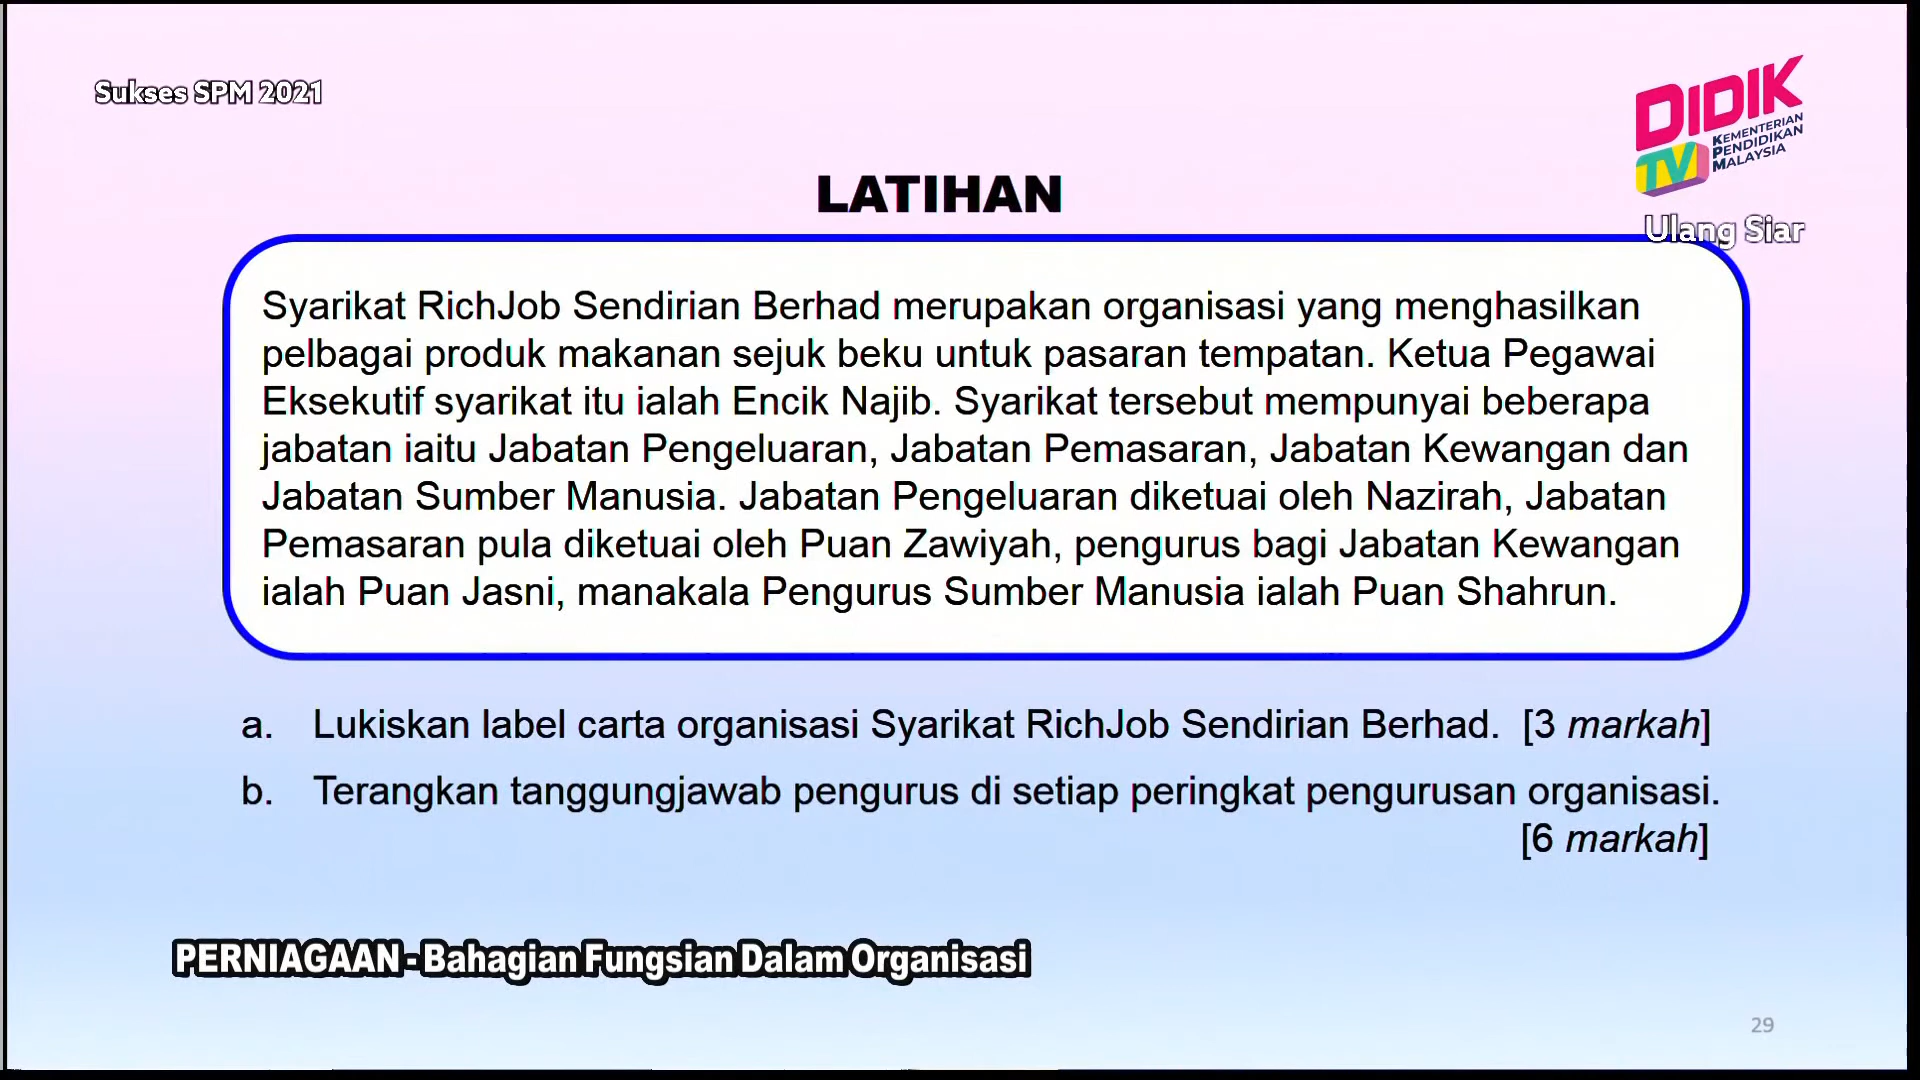 Sukses SPM 2021
DIDIK
TV
KEMENTERIAN
PENDIDIKAN
MALAYSIA
Ulang Siar
LATIHAN
Syarikat RichJob Sendirian Berhad merupakan organisasi yang menghasilkan
pelbagai produk makanan sejuk beku untuk pasaran tempatan. Ketua Pegawai
Eksekutif syarikat itu ialah Encik Najib. Syarikat tersebut mempunyai beberapa
jabatan iaitu Jabatan Pengeluaran, Jabatan Pemasaran, Jabatan Kewangan dan
Jabatan Sumber Manusia. Jabatan Pengeluaran diketuai oleh Nazirah, Jabatan
Pemasaran pula diketuai oleh Puan Zawiyah, pengurus bagi Jabatan Kewangan
ialah Puan Jasni, manakala Pengurus Sumber Manusia ialah Puan Shahrun.
a. Lukiskan label carta organisasi Syarikat RichJob Sendirian Berhad. [3 markah]
b. Terangkan tanggungjawab pengurus di setiap peringkat pengurusan organisasi.
[6 markah]
PERNIAGAAN - Bahagian Fungsian Dalam Organisasi
29